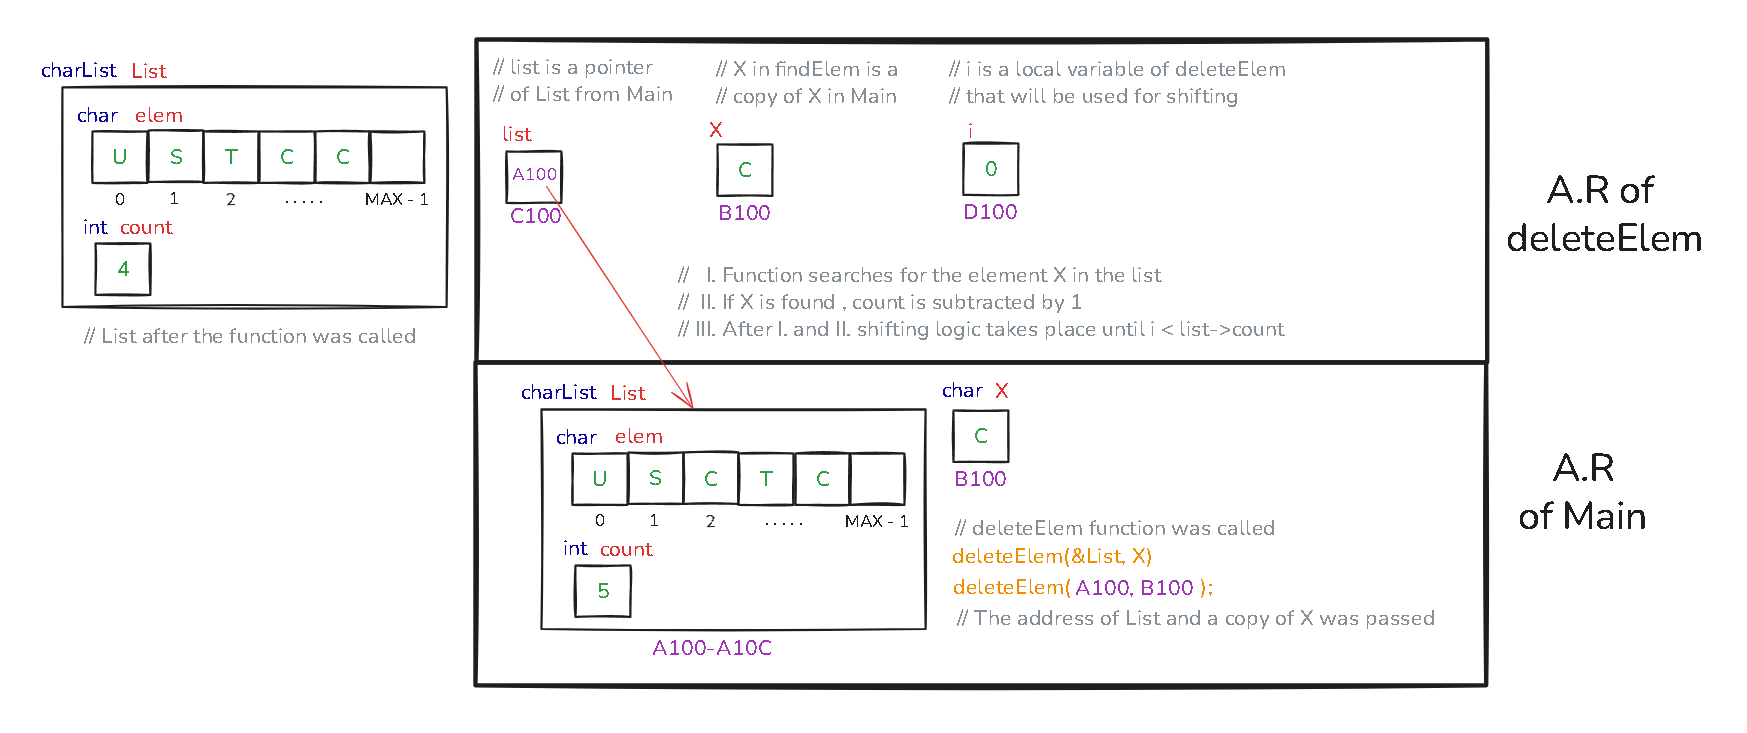 charList List
char elem
U S T C C
0 1 2 ..... MAX - 1
int count
4
// List after the function was called
// list is a pointer
// of List from Main
list
A100
C100
// X in findElem is a
// copy of X in Main
X
C
B100
// i is a local variable of deleteElem
// that will be used for shifting
i
0
D100
// I. Function searches for the element X in the list
// II. If X is found , count is subtracted by 1
// III. After I. and II. shifting logic takes place until i < list->count
A.R of
deleteElem
charList List
char elem
U S C T C
0 1 2 ..... MAX - 1
int count
5
A100-A10C
char X
C
B100
// deleteElem function was called
deleteElem(&List, X)
deleteElem( A100, B100 );
// The address of List and a copy of X was passed
A.R
of Main